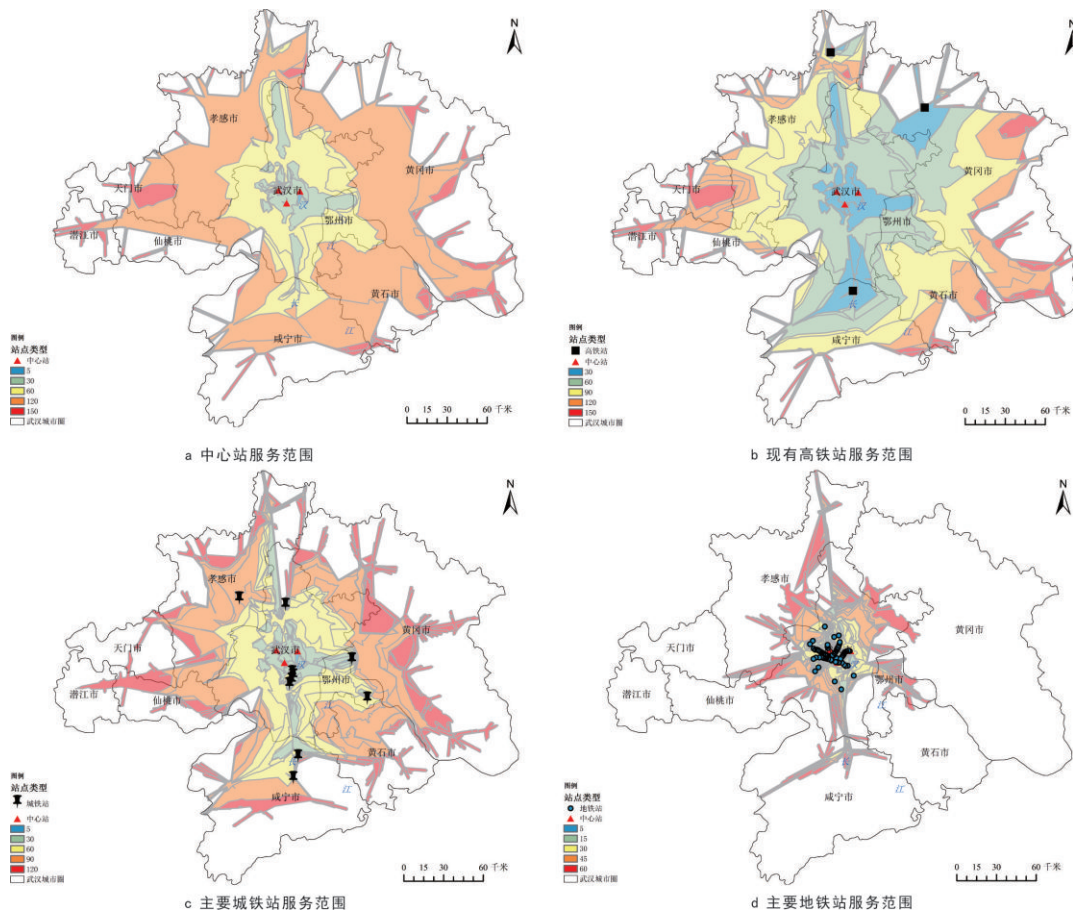 N
孝感市
黄冈市
天门市
武汉市
汉
鄂州市
潜江市
仙桃市
黄石市
长
江
咸宁市
图例
站点类型
中心站
5
30
60
120
150
武汉城市圈
0 15 30 60 千米
a 中心站服务范围
N
孝感市
黄冈市
天门市
武汉市
汉
鄂州市
潜江市
仙桃市
黄石市
长
江
咸宁市
图例
站点类型
高铁站
中心站
30
60
90
120
150
武汉城市圈
0 15 30 60 千米
b 现有高铁站服务范围
N
孝感市
黄冈市
天门市
武汉市
鄂州市
潜江市
仙桃市
江
黄石市
江
咸宁市
图例
站点类型
城铁站
中心站
5
30
60
90
120
武汉城市圈
0 15 30 60 千米
c 主要城铁站服务范围
N
孝感市
黄冈市
天门市
鄂州市
潜江市
仙桃市
江
黄石市
长
江
咸宁市
图例
站点类型
地铁站
中心站
5
15
30
45
60
武汉城市圈
0 15 30 60 千米
d 主要地铁站服务范围